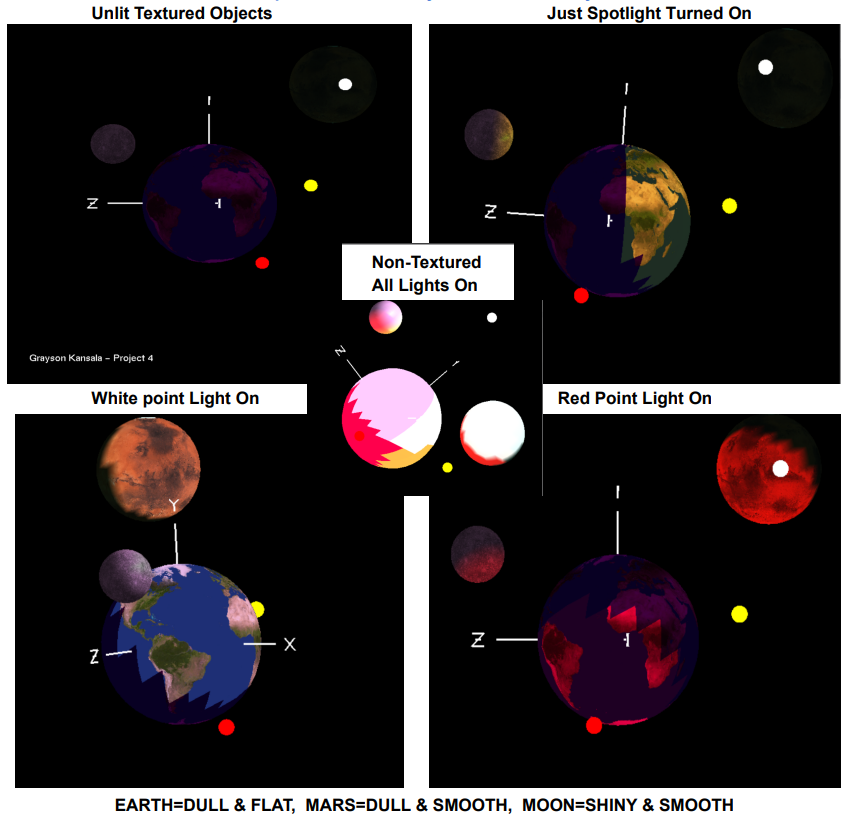 Unlit Textured Objects
Just Spotlight Turned On
Z
Z
Non-Textured
All Lights On
Grayson Kansala - Project 4
Z
White point Light On
Red Point Light On
Y
Z
X
Z
EARTH=DULL & FLAT, MARS=DULL & SMOOTH, MOON=SHINY & SMOOTH